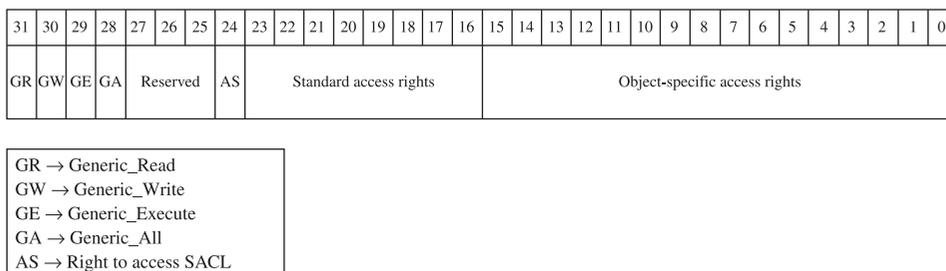 31 30 29 28 27 26 25 24 23 22 21 20 19 18 17 16 15 14 13 12 11 10 9 8 7 6 5 4 3 2 1 0
GR GW GE GA Reserved AS Standard access rights Object-specific access rights
GR → Generic_Read
GW → Generic_Write
GE → Generic_Execute
GA → Generic_All
AS → Right to access SACL